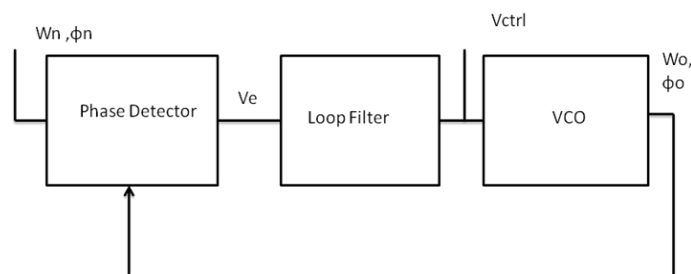 Wn ,ϕn
Vctrl
Wo,
ϕo
Phase Detector
Ve
Loop Filter
VCO